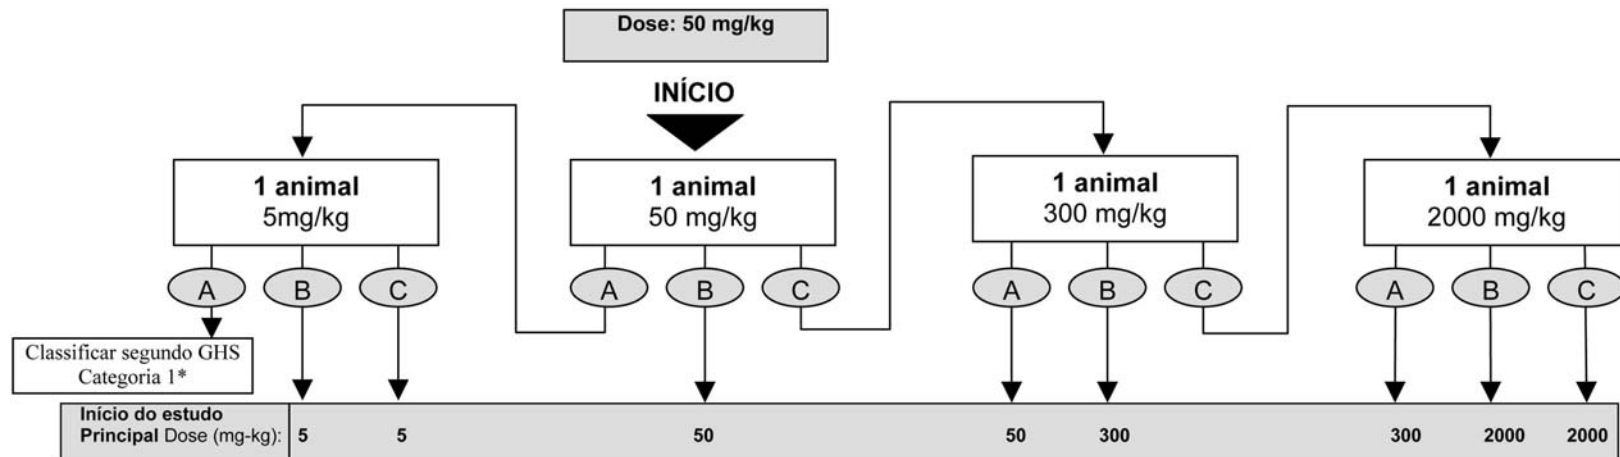 Dose: 50 mg/kg
INÍCIO
1 animal
5mg/kg
1 animal
50 mg/kg
1 animal
300 mg/kg
1 animal
2000 mg/kg
A B C A B C A B C A B C
Classificar segundo GHS
Categoria 1*
Início do estudo
Principal Dose (mg-kg): 5 5 50 50 300 300 2000 2000